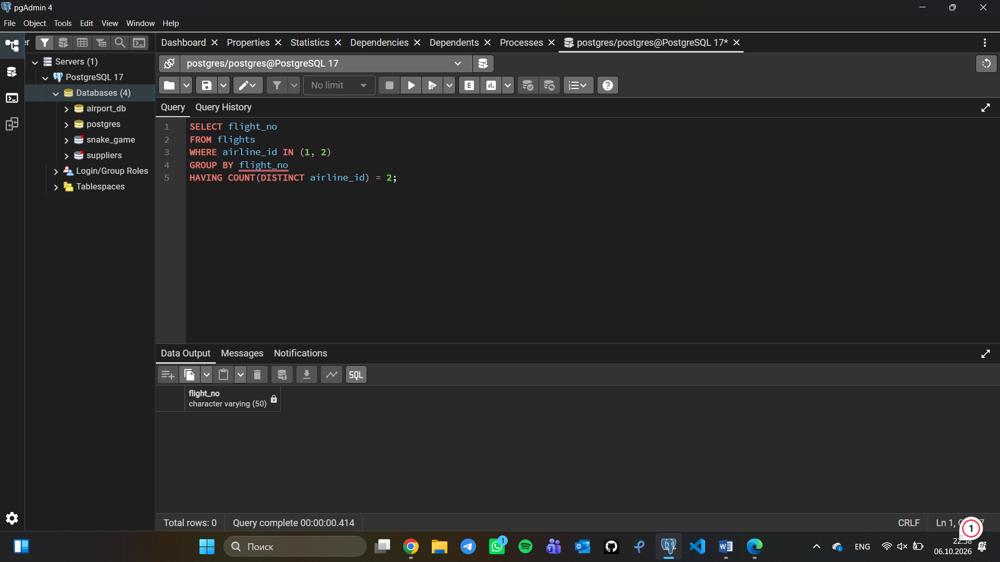 pgAdmin 4
File Object Tools Edit View Window Help
er
Dashboard Properties Statistics Dependencies Dependents Processes postgres/postgres@PostgreSQL 17*
Servers (1)
PostgreSQL 17
Databases (4)
airport_db
postgres
snake_game
suppliers
Login/Group Roles
Tablespaces
postgres/postgres@PostgreSQL 17
No limit
E
Query Query History
1 SELECT flight_no
2 FROM flights
3 WHERE airline_id IN (1, 2)
4 GROUP BY flight_no
5 HAVING COUNT(DISTINCT airline_id) = 2;
Data Output Messages Notifications
SQL
flight_no
character varying (50)
Total rows: 0 Query complete 00:00:00.414
CRLF Ln 1,
1
Поиск
1
ENG
22:38
06.10.2026